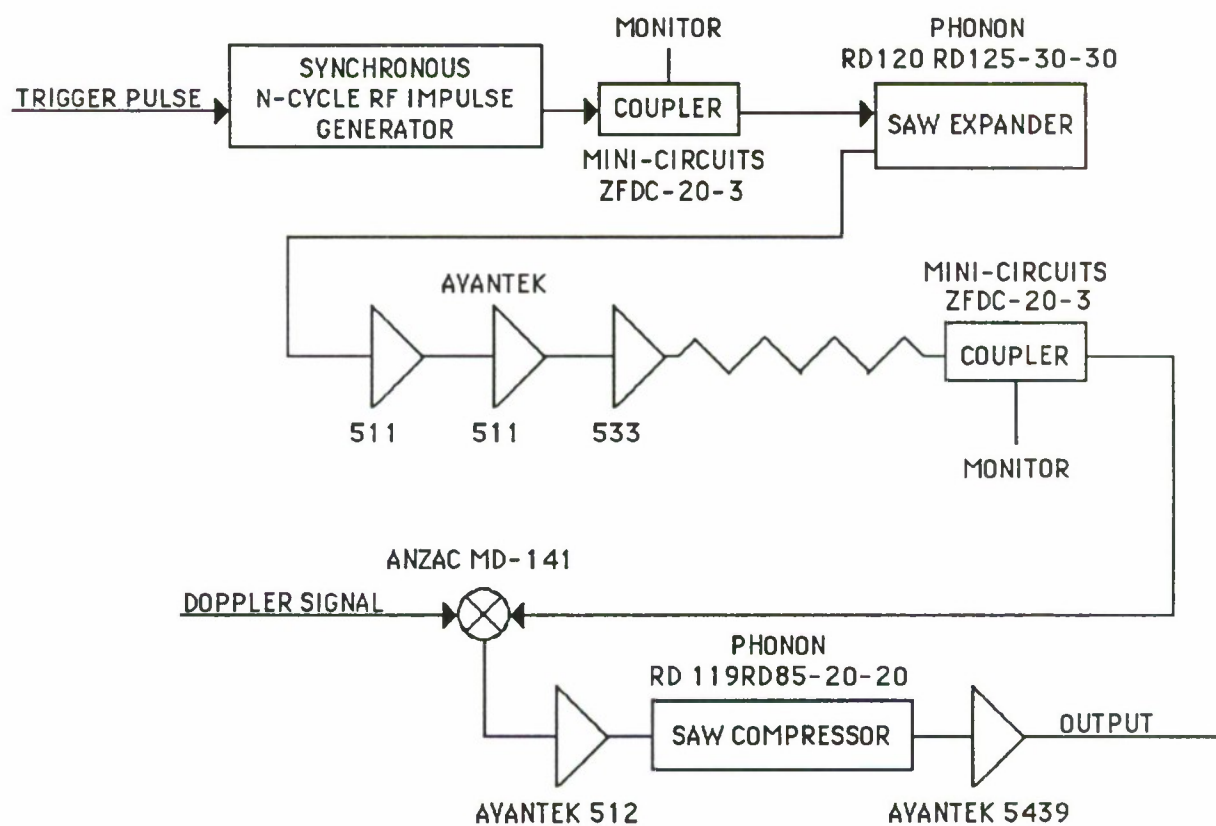 TRIGGER PULSE
SYNCHRONOUS
N-CYCLE RF IMPULSE
GENERATOR
MONITOR
COUPLER
MINI-CIRCUITS
ZFDC-20-3
PHONON
RD120 RD125-30-30
SAW EXPANDER
AVANTEK
511
511
533
MINI-CIRCUITS
ZFDC-20-3
COUPLER
MONITOR
ANZAC MD-141
DOPPLER SIGNAL
PHONON
RD 119RD85-20-20
SAW COMPRESSOR
OUTPUT
AVANTEK 512
AVANTEK 5439